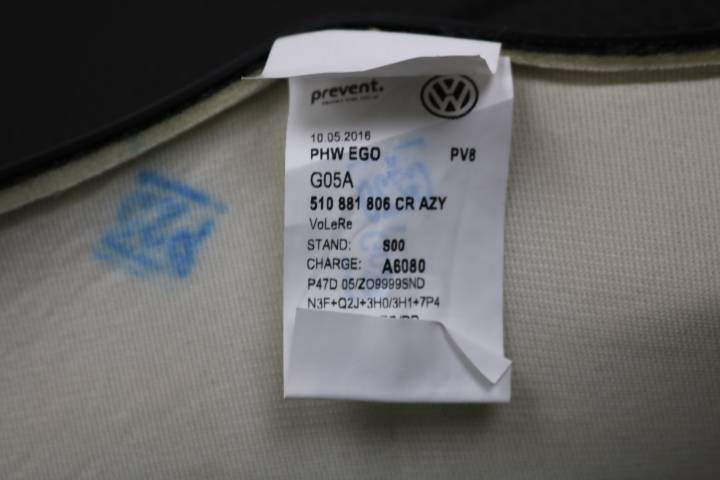 prevent.
10.05.2016
PHW EGO PV8
G05A
510 881 806 CR AZY
VoLeRe
STAND: S00
CHARGE: A6080
P47D 05/ZO9999SND
N3F+Q2J+3H0/3H1+7P4